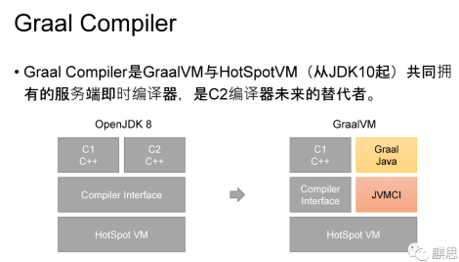 Graal Compiler
• Graal Compiler是GraalVM与HotSpotVM（从JDK10起）共同拥
有的服务端即时编译器，是C2编译器未来的替代者。
OpenJDK 8
GraalVM
C1
C++
C2
C++
C1
C++
Graal
Java
Compiler Interface
Compiler
Interface
JVMCI
HotSpot VM
HotSpot VM
麒思